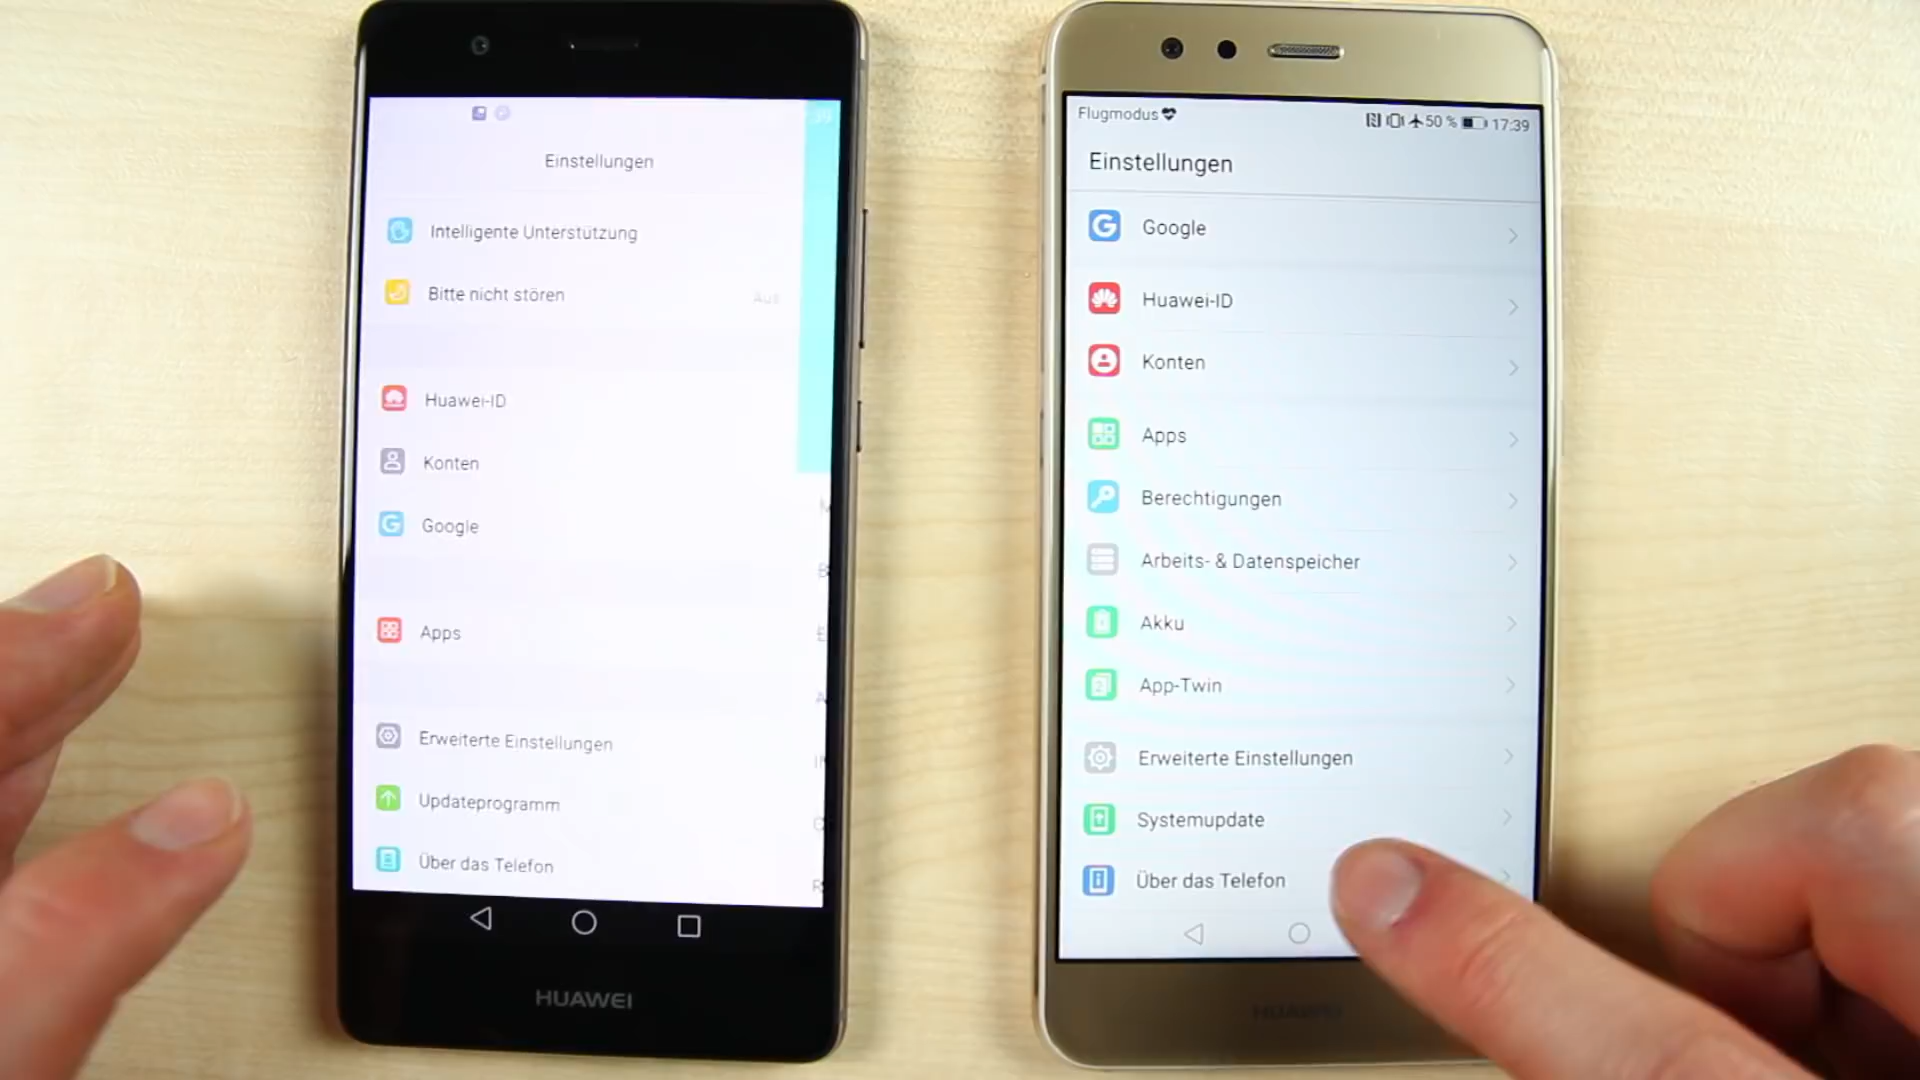 Einstellungen
Intelligente Unterstützung
Bitte nicht stören
Aus
Huawei-ID
Konten
Google
Apps
Erweiterte Einstellungen
Updateprogramm
Über das Telefon
HUAWEI
Flugmodus
50 %
17:39
Einstellungen
Google
Huawei-ID
Konten
Apps
Berechtigungen
Arbeits- & Datenspeicher
Akku
App-Twin
Erweiterte Einstellungen
Systemupdate
Über das Telefon
HUAWEI